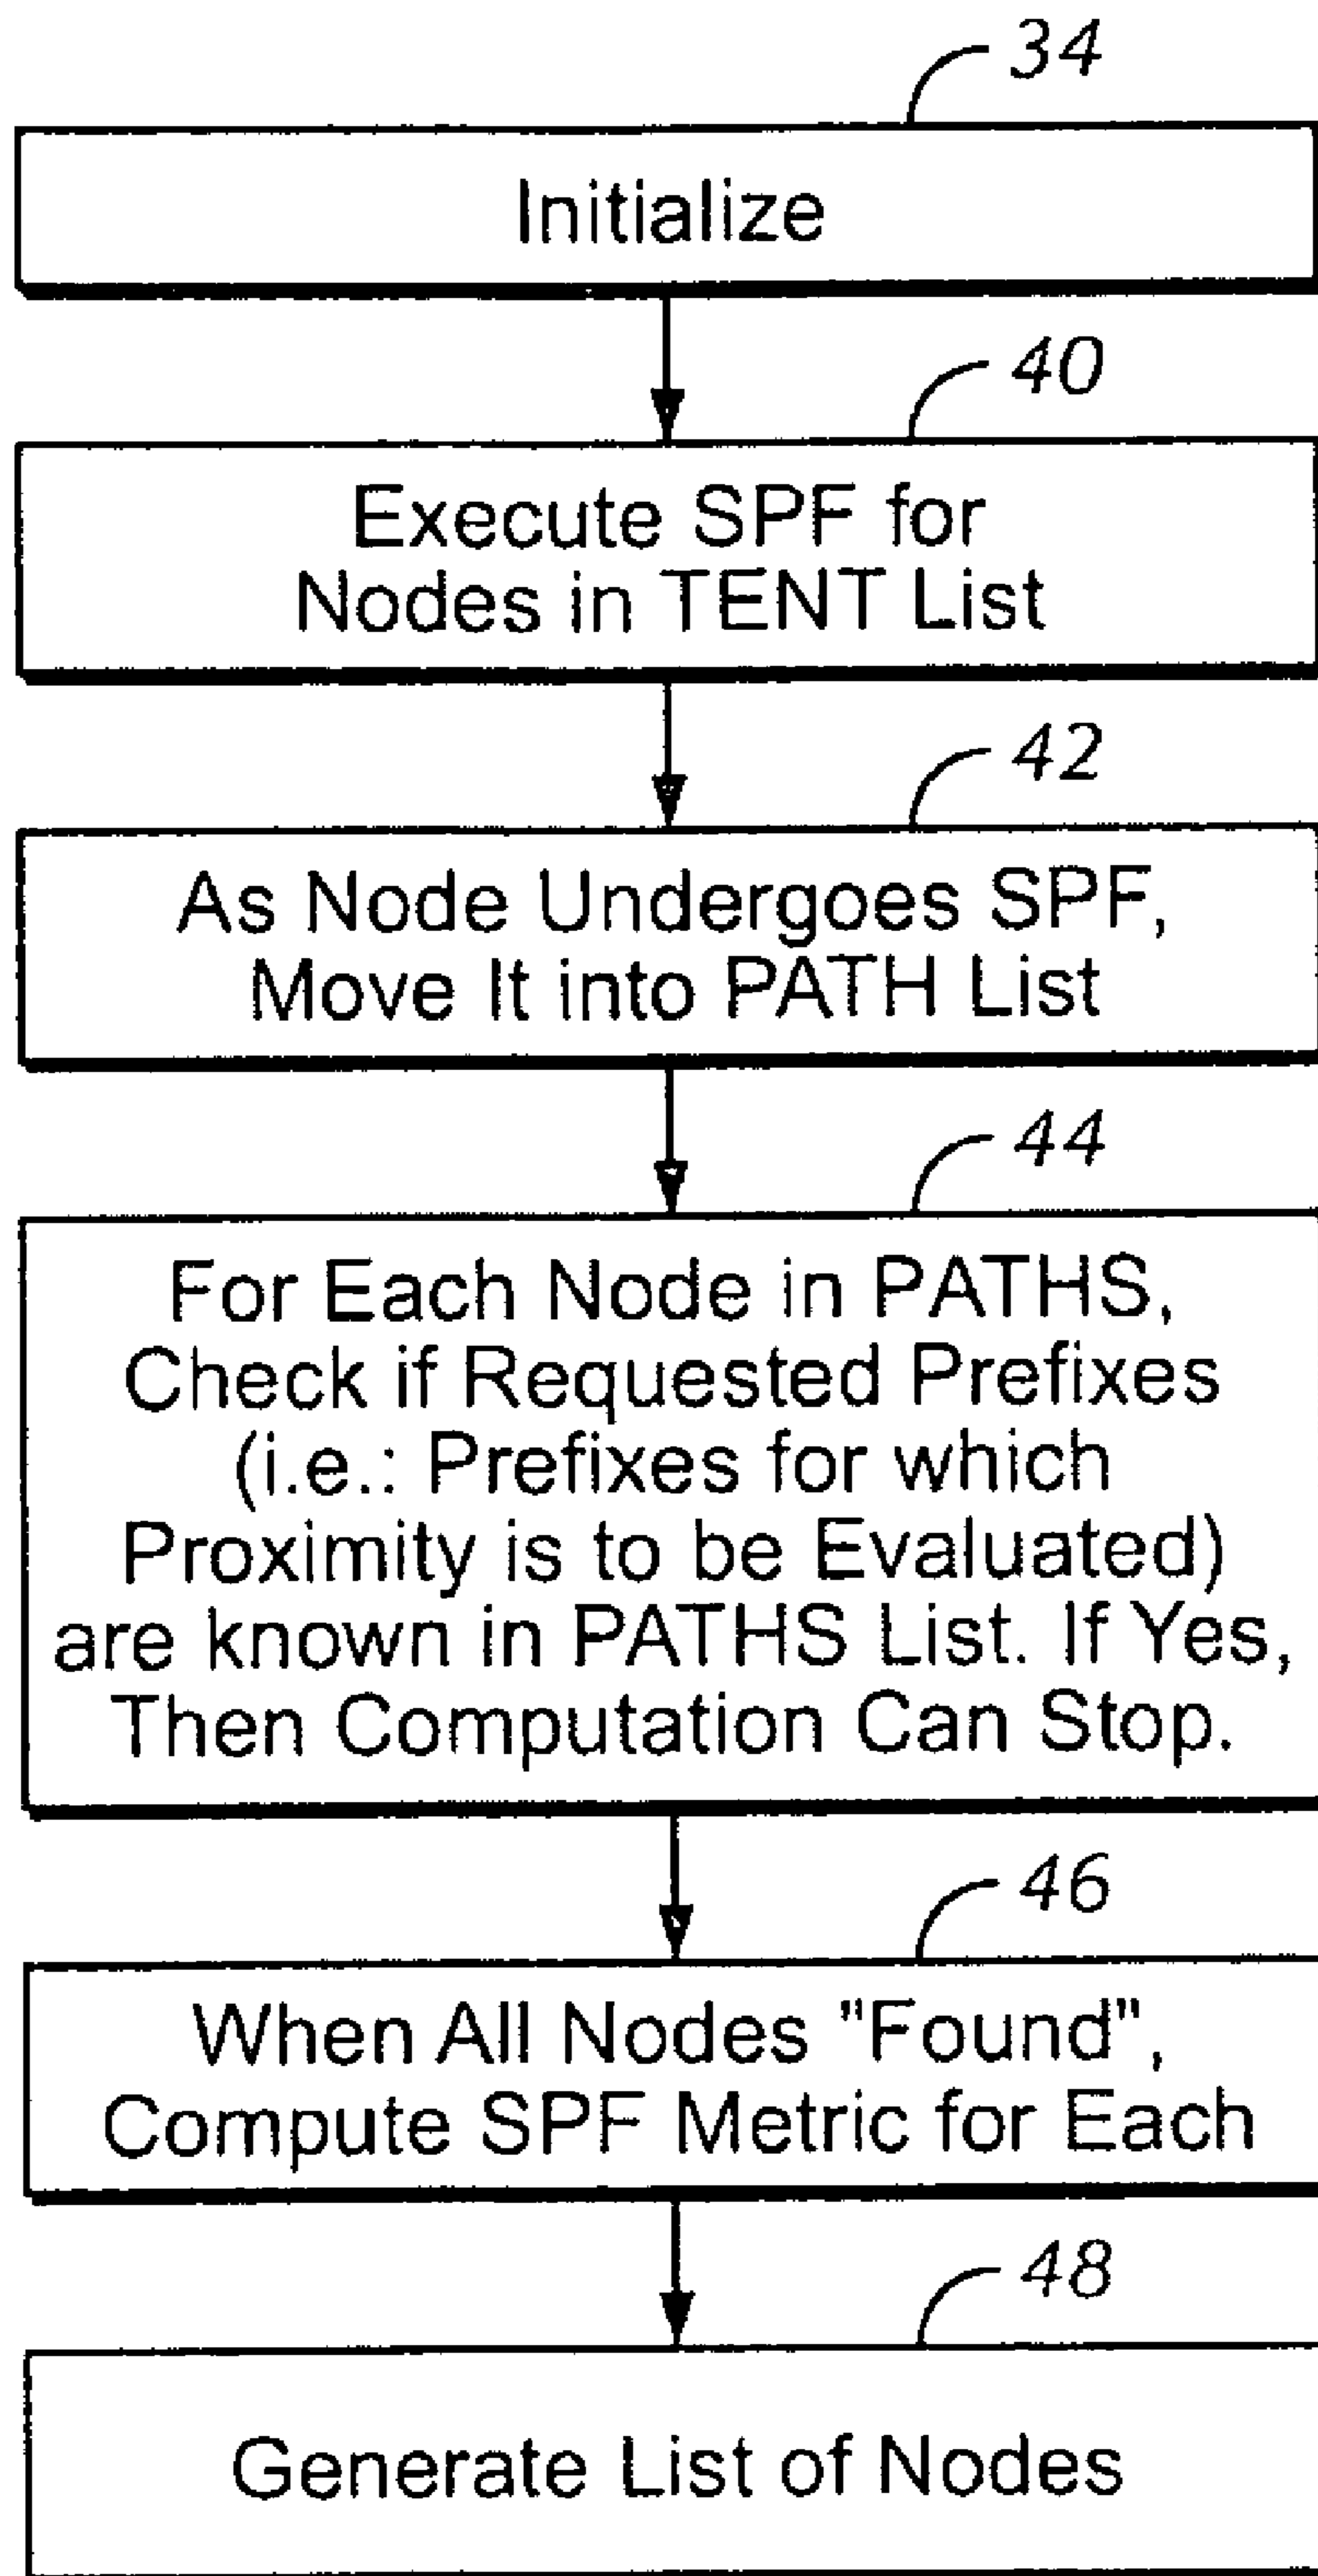 34
Initialize
40
Execute SPF for
Nodes in TENT List
42
As Node Undergoes SPF,
Move It into PATH List
44
For Each Node in PATHS,
Check if Requested Prefixes
(i.e.: Prefixes for which
Proximity is to be Evaluated)
are known in PATHS List. If Yes,
Then Computation Can Stop.
46
When All Nodes "Found",
Compute SPF Metric for Each
48
Generate List of Nodes